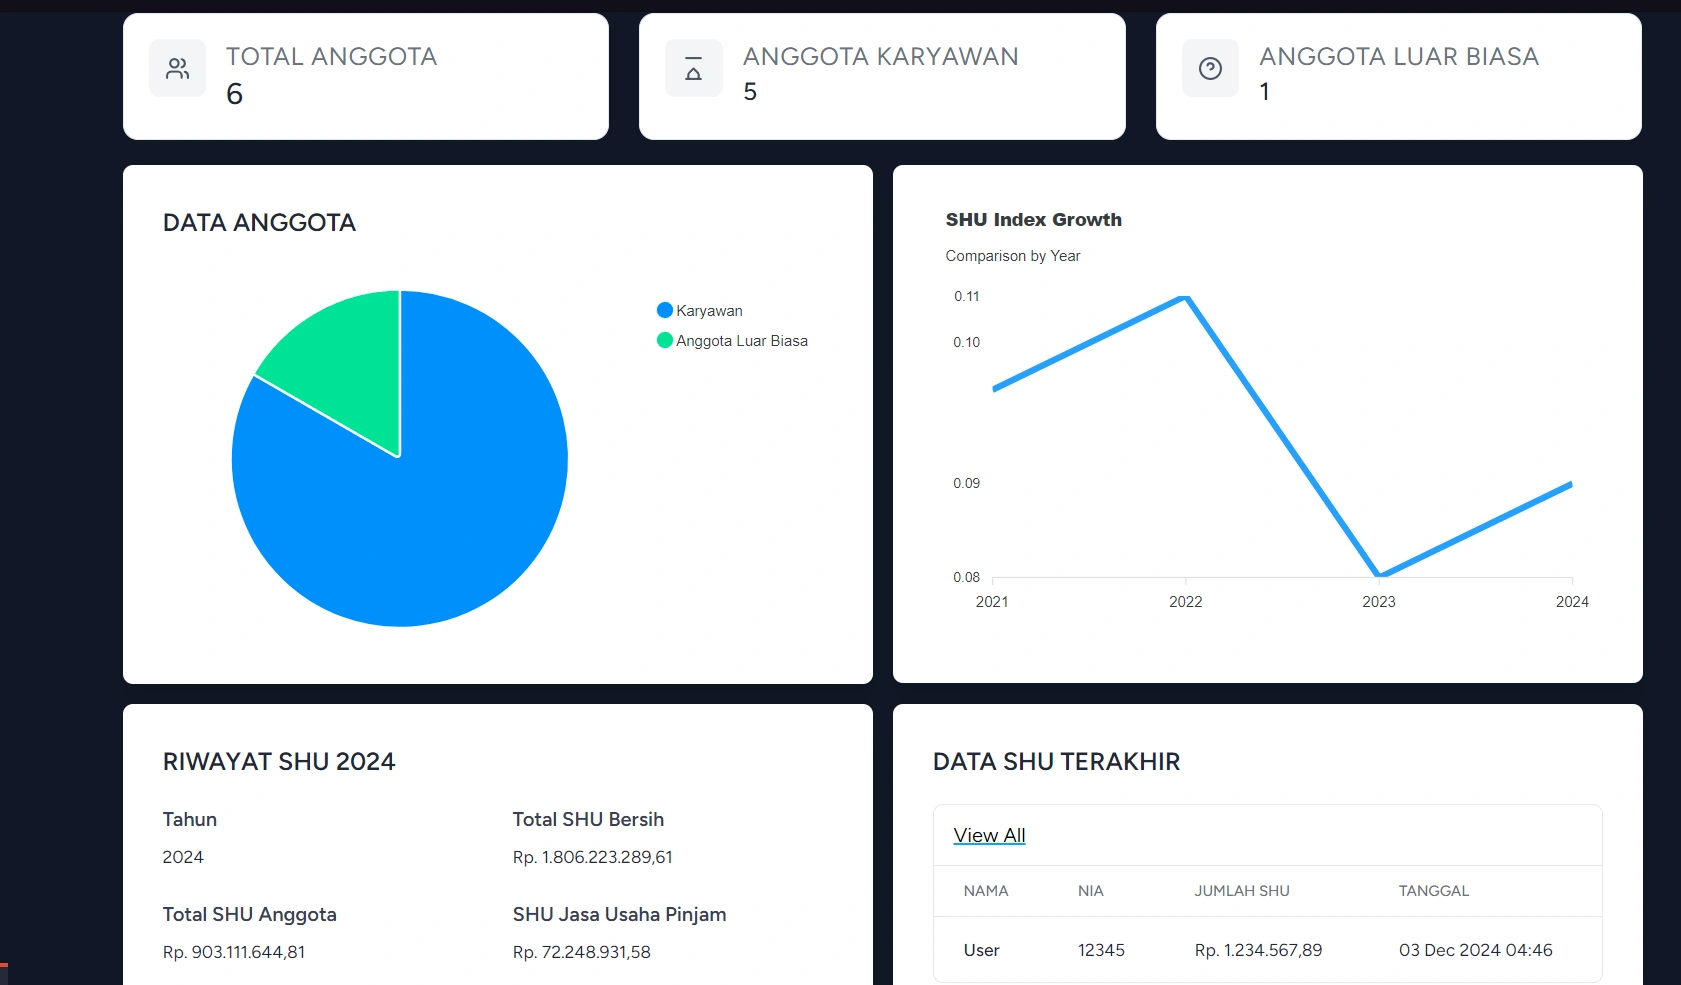 TOTAL ANGGOTA
6
ANGGOTA KARYAWAN
5
ANGGOTA LUAR BIASA
1
DATA ANGGOTA
Karyawan
Anggota Luar Biasa
SHU Index Growth
Comparison by Year
0.11
0.10
0.09
0.08
2021 2022 2023 2024
RIWAYAT SHU 2024
Tahun
2024
Total SHU Bersih
Rp. 1.806.223.289,61
Total SHU Anggota
Rp. 903.111.644,81
SHU Jasa Usaha Pinjam
Rp. 72.248.931,58
DATA SHU TERAKHIR
View All
NAMA NIA JUMLAH SHU TANGGAL
User 12345 Rp. 1.234.567,89 03 Dec 2024 04:46